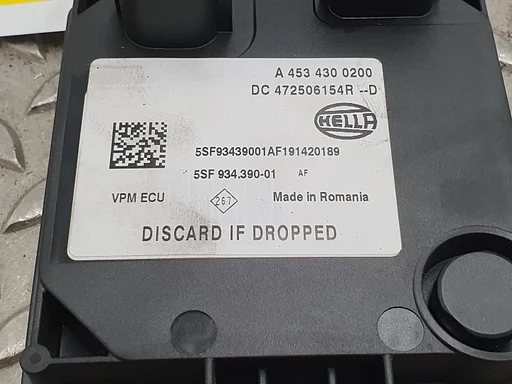 A 453 430 0200
DC 472506154R --D
HELLA
5SF93439001AF191420189
5SF 934.390-01 AF
VPM ECU 267 Made in Romania
DISCARD IF DROPPED